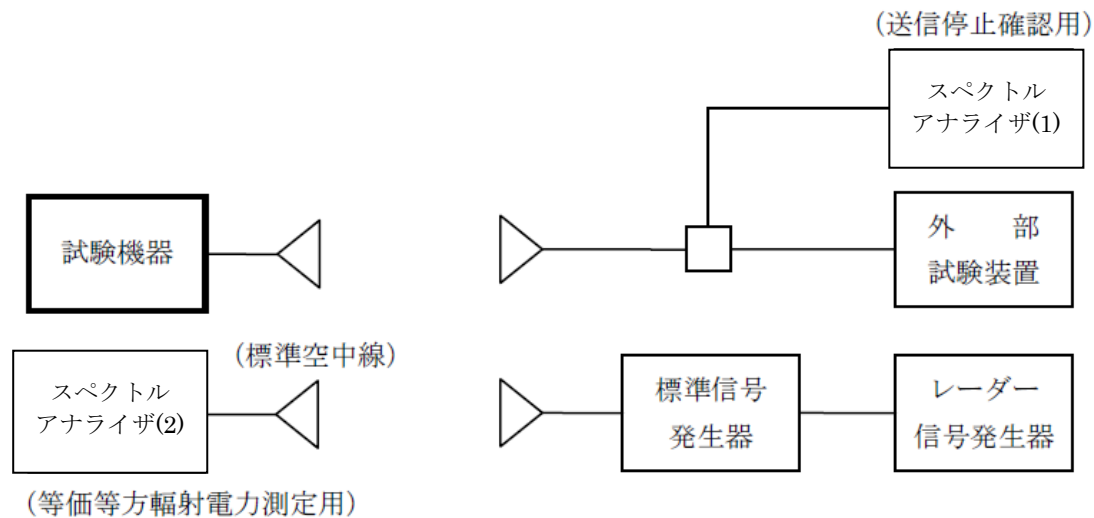 (送信停止確認用)
スペクトル
アナライザ(1)
試験機器
外　部
試験装置
(標準空中線)
スペクトル
アナライザ(2)
標準信号
発生器
レーダー
信号発生器
(等価等方輻射電力測定用)